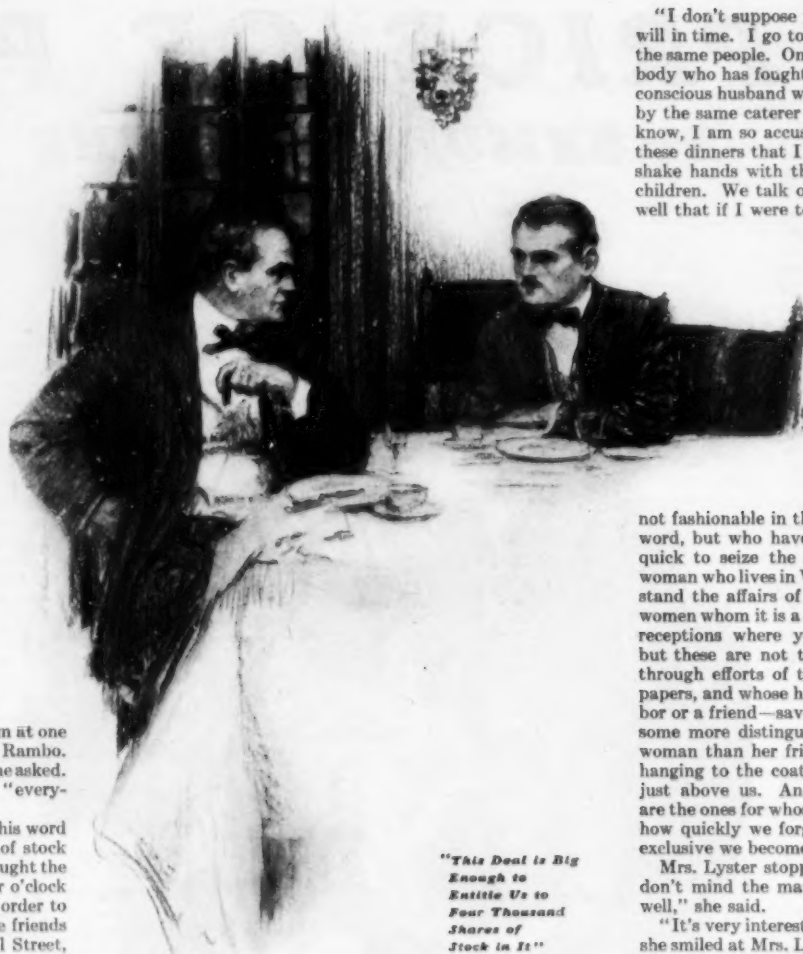 n at one
Rambo.
he asked.
"every-
his word
of stock
ught the
r o'clock
order to
e friends
l Street,
"This Deal is Big
Enough to
Entitle Us to
Four Thousand
Shares of
Stock in It"
"I don't suppose
will in time. I go to
the same people. On
body who has fought
conscious husband w
by the same caterer
know, I am so accus
these dinners that I
shake hands with th
children. We talk o
well that if I were t
not fashionable in th
word, but who have
quick to seize the
woman who lives in
stand the affairs of
women whom it is a
receptions where y
but these are not t
through efforts of t
papers, and whose h
bor or a friend—sav
some more distingu
woman than her fri
hanging to the coat
just above us. An
are the ones for who
how quickly we forg
exclusive we become
Mrs. Lyster stopp
don't mind the ma
well," she said.
"It's very interest
she smiled at Mrs. L